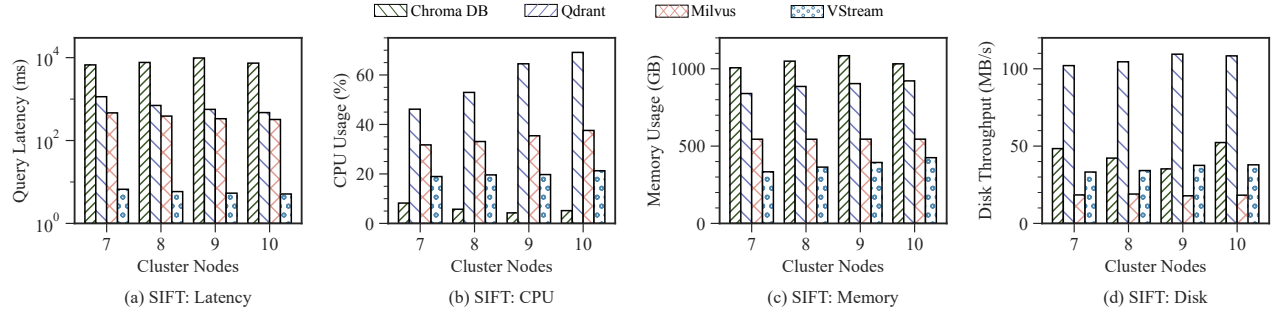 Chroma DB Qdrant Milvus VStream
Query Latency (ms)
10^4
10^2
10^0
7 8 9 10
Cluster Nodes
(a) SIFT: Latency
CPU Usage (%)
60
40
20
0
7 8 9 10
Cluster Nodes
(b) SIFT: CPU
Memory Usage (GB)
1000
500
0
7 8 9 10
Cluster Nodes
(c) SIFT: Memory
Disk Throughput (MB/s)
100
50
0
7 8 9 10
Cluster Nodes
(d) SIFT: Disk